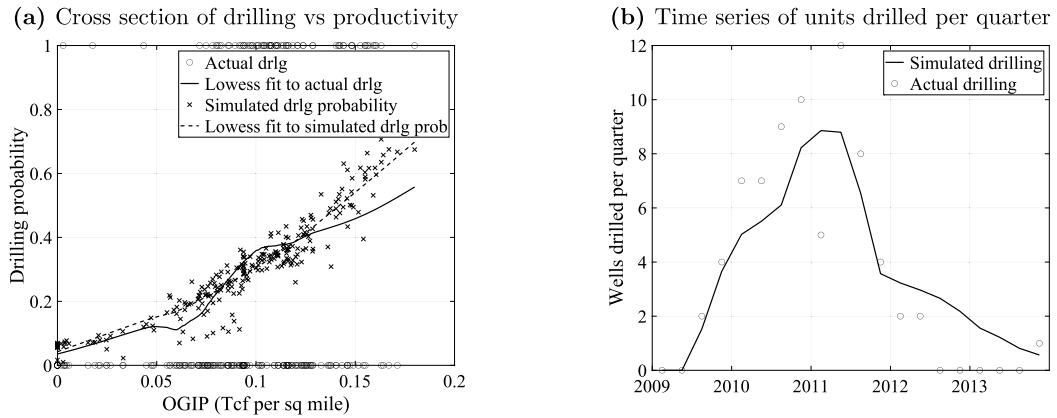 (a) Cross section of drilling vs productivity
1
0.8
0.6
0.4
0.2
0
Drilling probability
Actual drlg
Lowess fit to actual drlg
Simulated drlg probability
Lowess fit to simulated drlg prob
0
0.05
0.1
0.15
0.2
OGIP (Tcf per sq mile)
(b) Time series of units drilled per quarter
12
10
8
6
4
2
0
Wells drilled per quarter
Simulated drilling
Actual drilling
2009
2010
2011
2012
2013